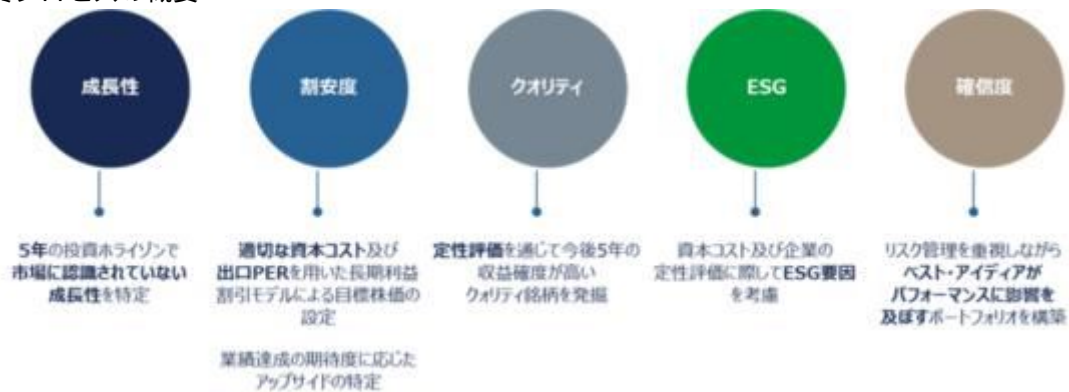 成長性
割安度
クオリティ
ESG
確信度
5年の投資ホライゾンで
市場に認識されていない
成長性を特定
適切な資本コスト及び
出口PERを用いた長期利益
割引モデルによる目標株価の
設定
業績達成の期待度に応じた
アップサイドの特定
定性評価を通じて今後5年の
収益確度が高い
クオリティ銘柄を発掘
資本コスト及び企業の
定性評価に際してESG要因
を考慮
リスク管理を重視しながら
ベスト・アイディアが
パフォーマンスに影響を
及ぼすポートフォリオを構築